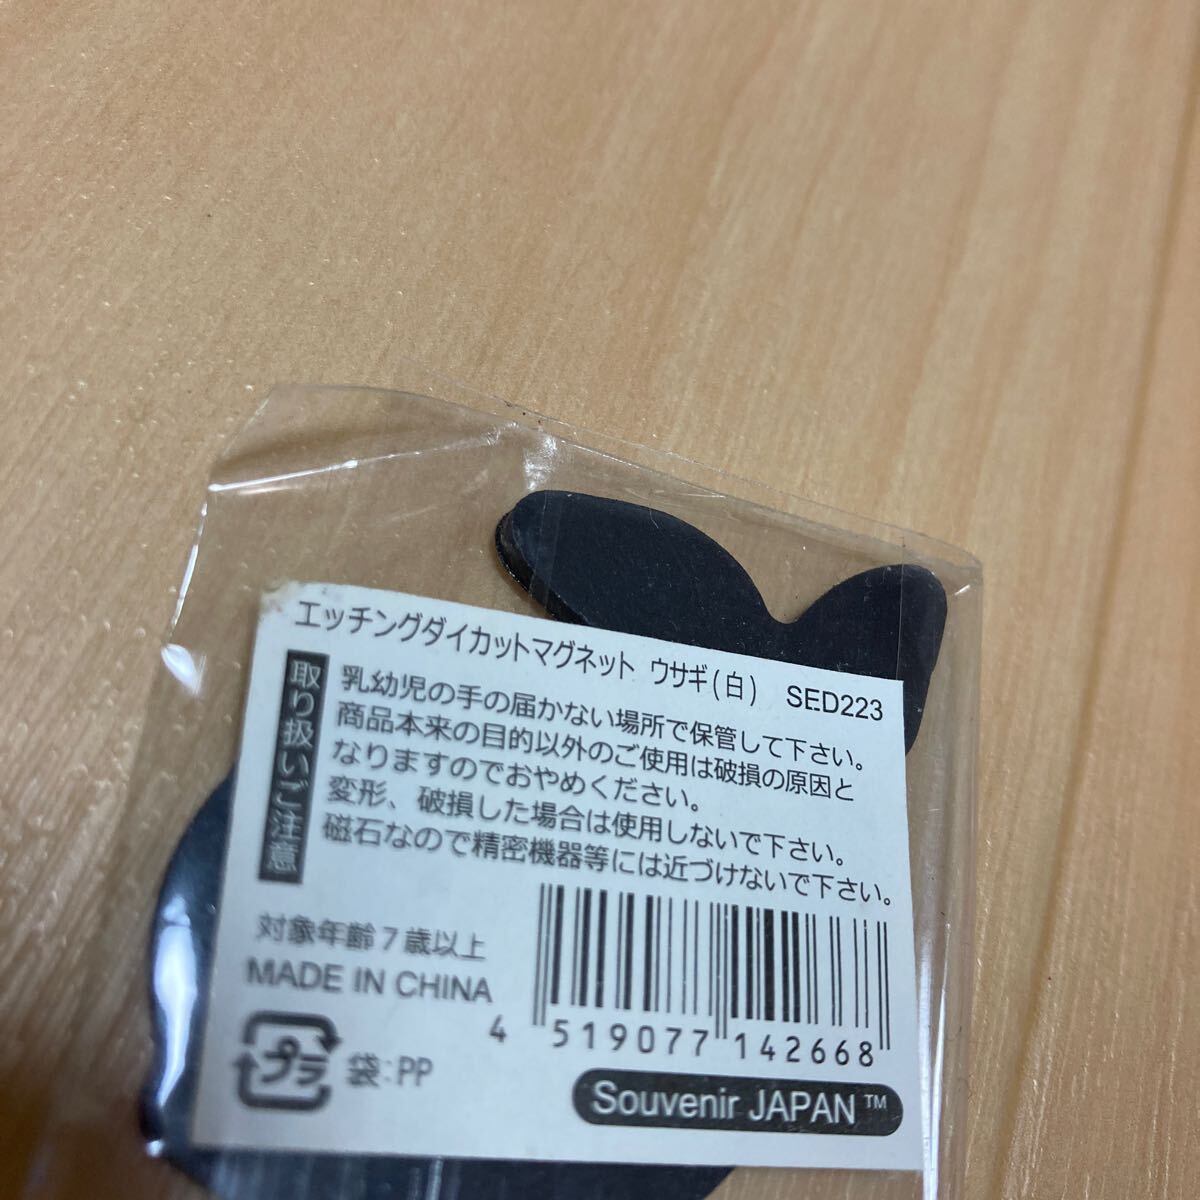 エッチングダイカットマグネット ウサギ(白) SED223
取り扱いご注意
乳幼児の手の届かない場所で保管して下さい。
商品本来の目的以外のご使用は破損の原因と
なりますのでおやめください。
変形、破損した場合は使用しないで下さい。
磁石なので精密機器等には近づけないで下さい。
対象年齢7歳以上
MADE IN CHINA
プラ 袋:PP
4 519077 142668
Souvenir JAPAN™